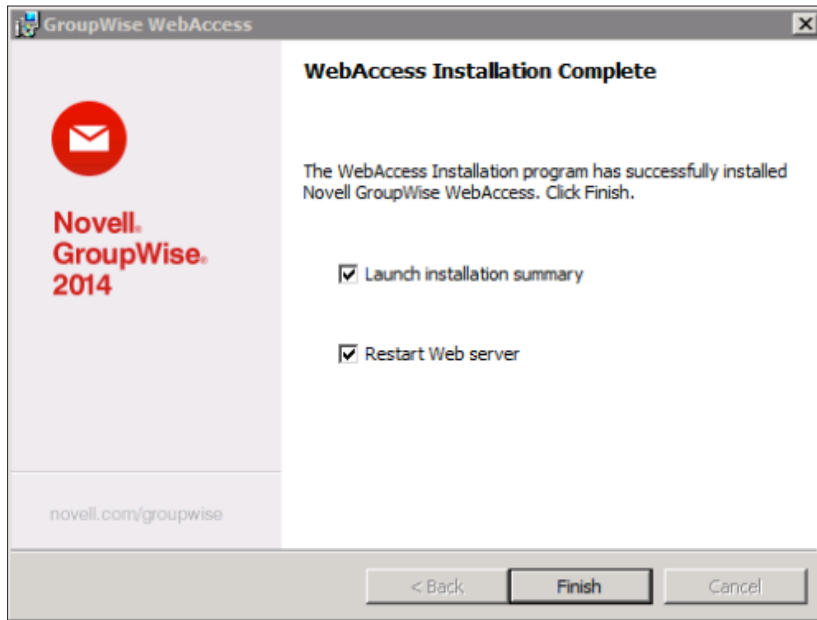 GroupWise WebAccess
WebAccess Installation Complete
The WebAccess Installation program has successfully installed
Novell GroupWise WebAccess. Click Finish.
Novell®
GroupWise®
2014
Launch installation summary
Restart Web server
novell.com/groupwise
< Back
Finish
Cancel